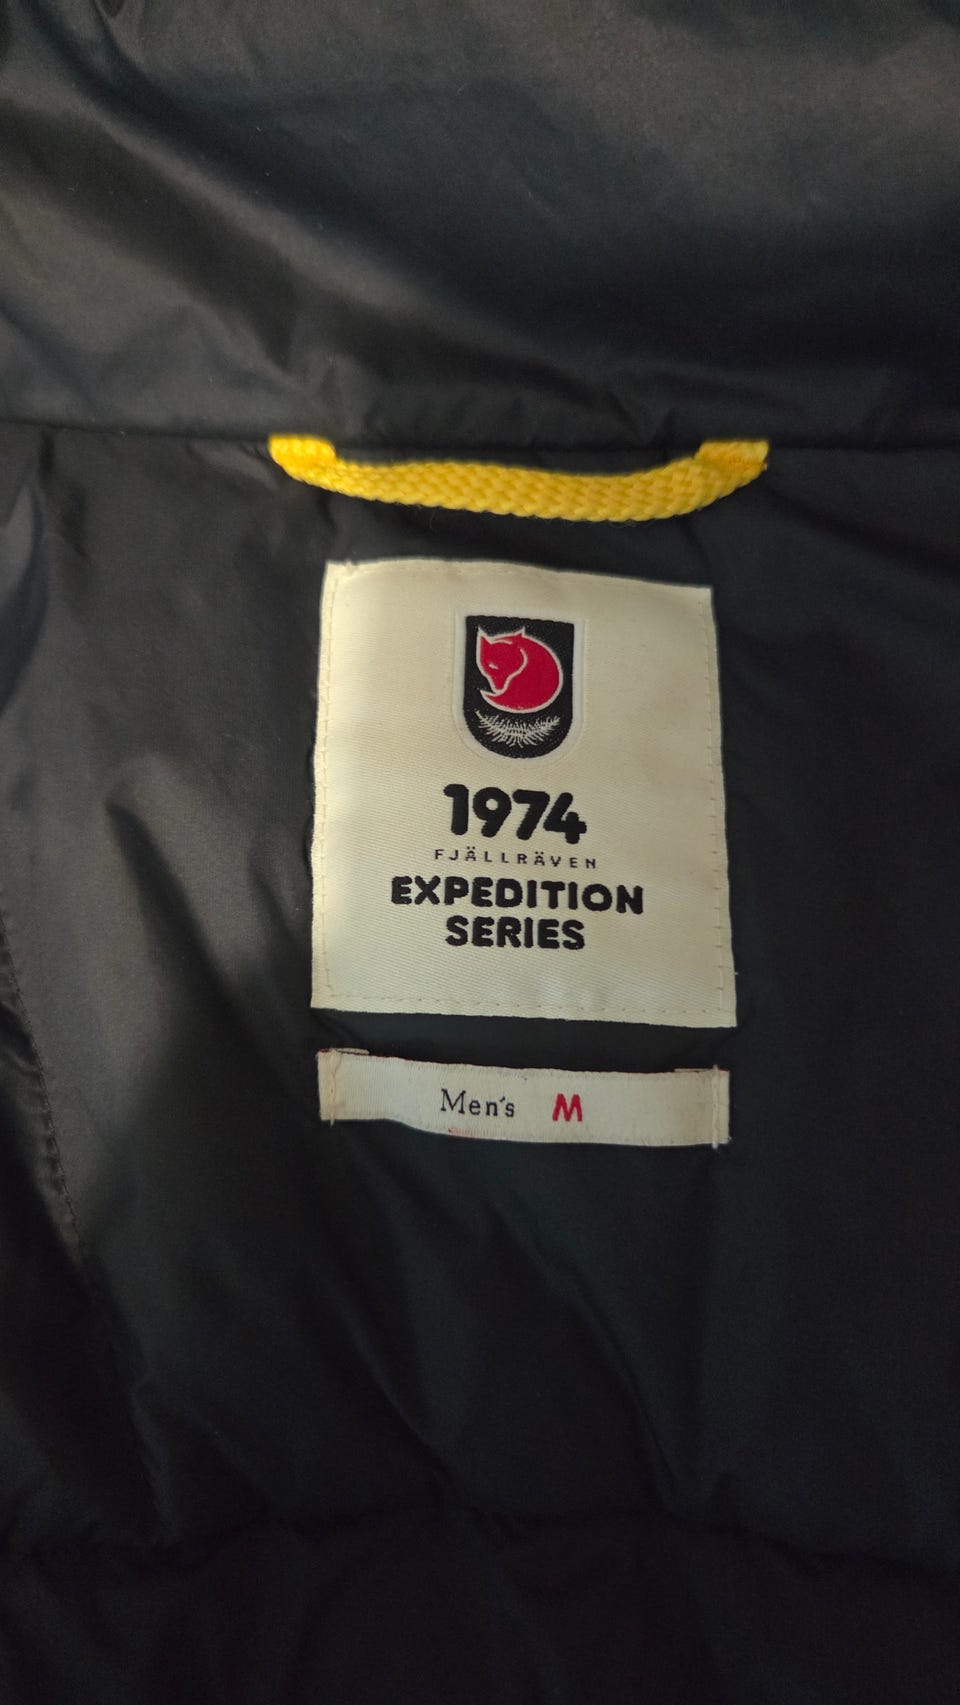 1974
FJÄLLRÄVEN
EXPEDITION
SERIES
Men's M